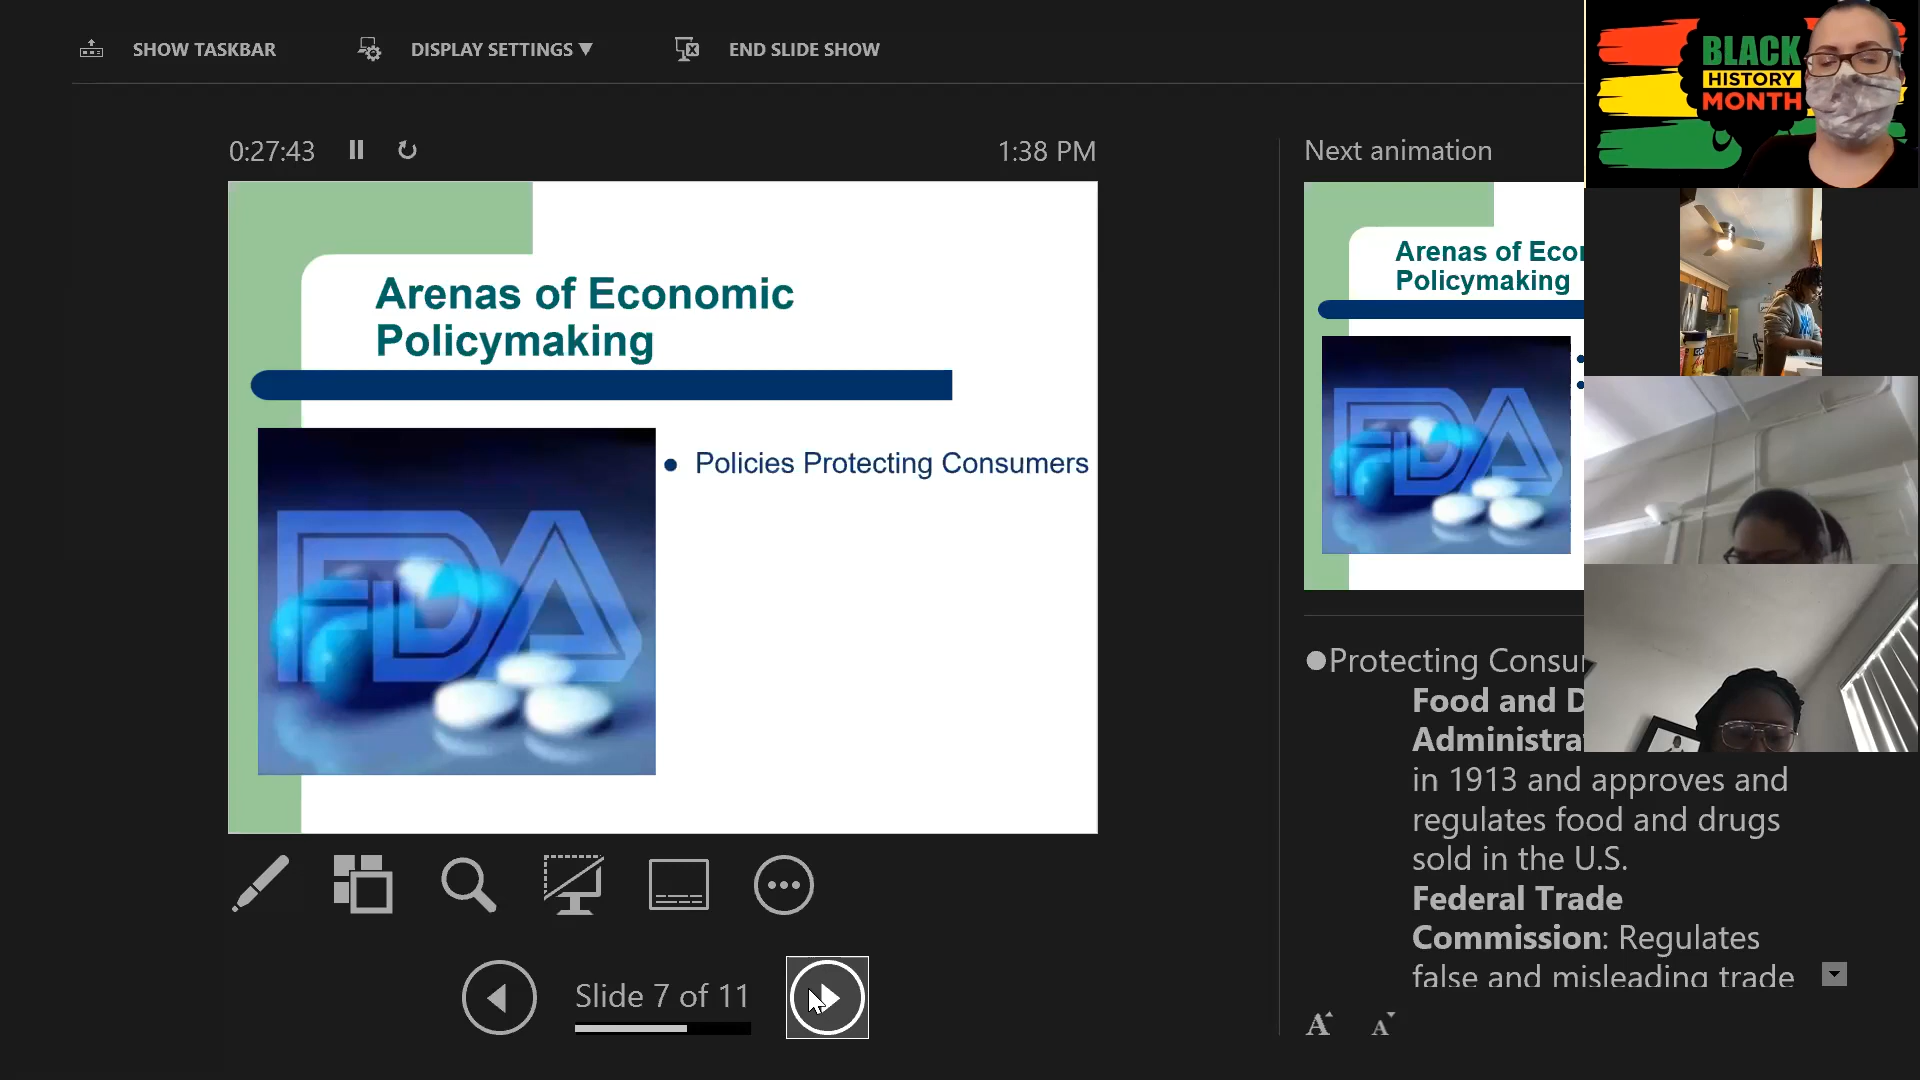 SHOW TASKBAR
DISPLAY SETTINGS ▼
END SLIDE SHOW
0:27:43
1:38 PM
Arenas of Economic
Policymaking
FDA
● Policies Protecting Consumers
Slide 7 of 11
Next animation
Arenas of Econ
Policymaking
FDA
●Protecting Consu
Food and D
Administra
in 1913 and approves and
regulates food and drugs
sold in the U.S.
Federal Trade
Commission: Regulates
false and misleading trade
A
A
BLACK
HISTORY
MONTH